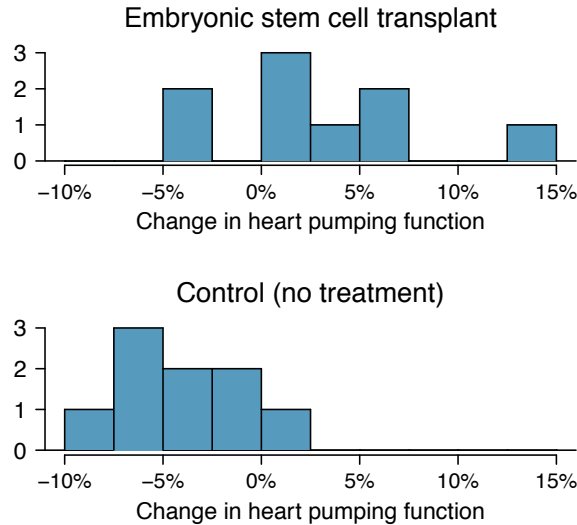 Embryonic stem cell transplant
3
2
1
0
−10% −5% 0% 5% 10% 15%
Change in heart pumping function
Control (no treatment)
3
2
1
0
−10% −5% 0% 5% 10% 15%
Change in heart pumping function